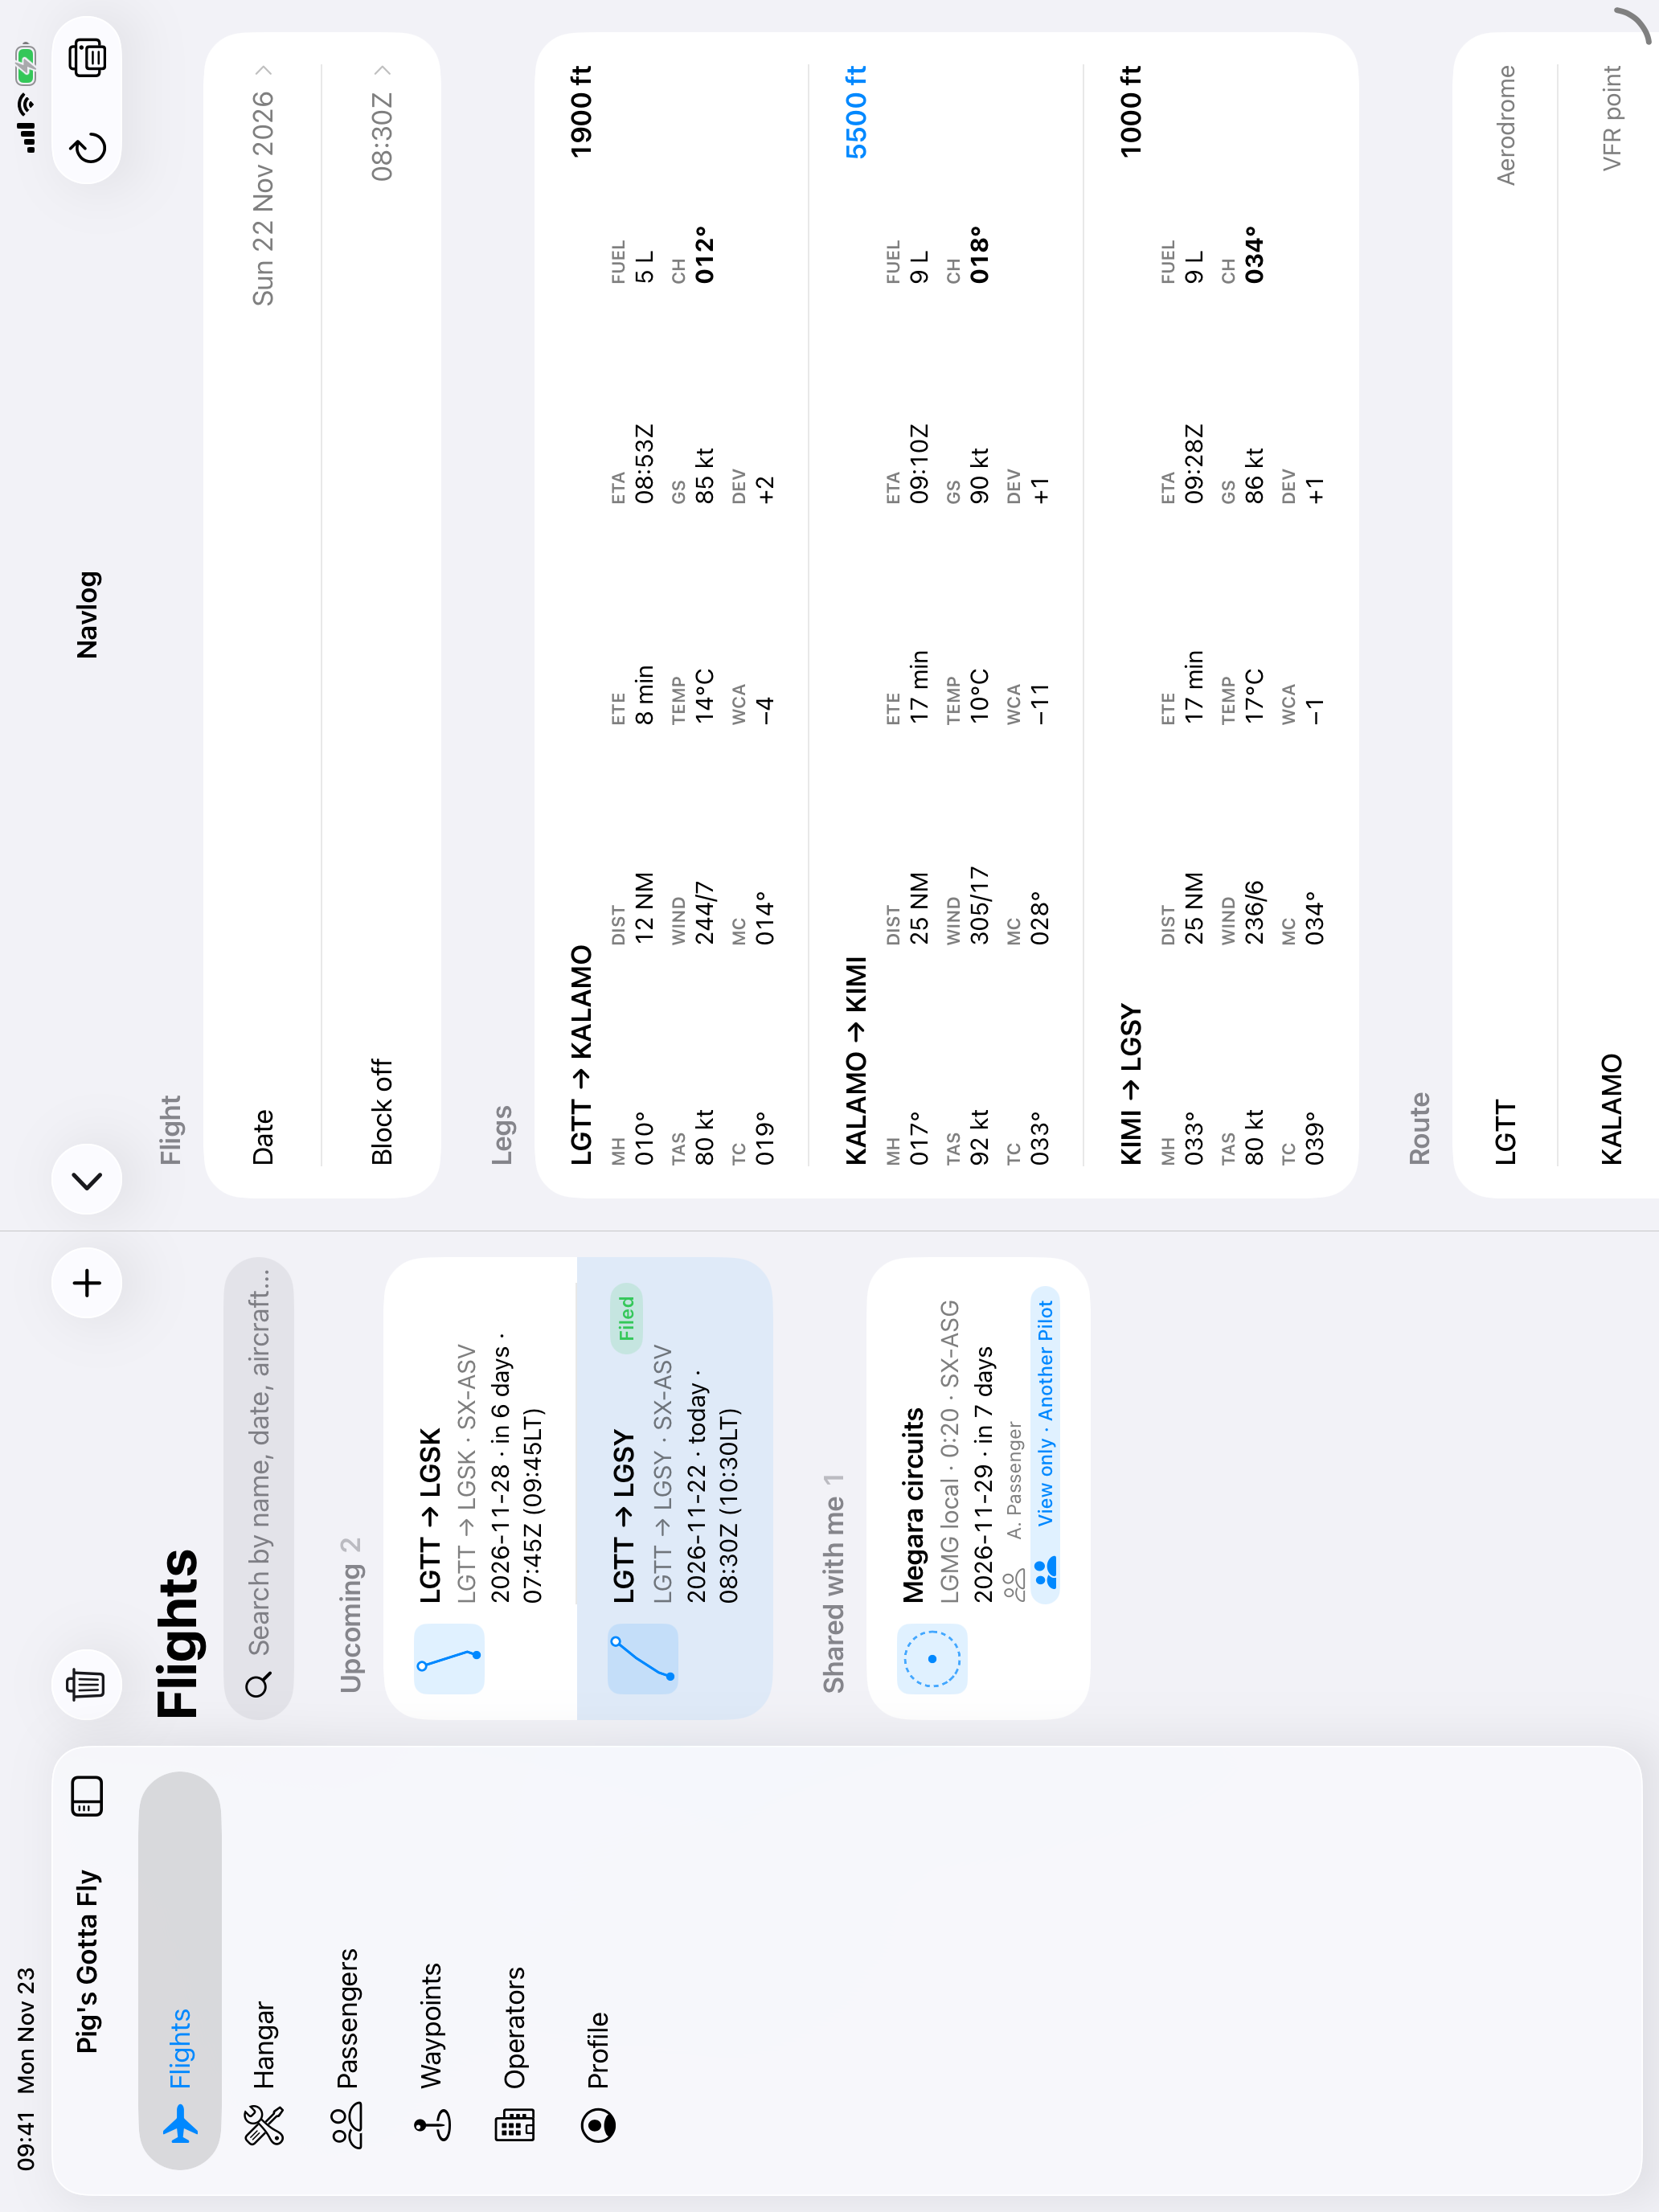 09:41 Mon Nov 23
Pig's Gotta Fly
Flights
Hangar
Passengers
Waypoints
Operators
Profile
Flights
Search by name, date, aircraft...
Upcoming 2
LGTT → LGSK
LGTT → LGSK · SX-ASV
2026-11-28 · in 6 days ·
07:45Z (09:45LT)
LGTT → LGSY
Filed
LGTT → LGSY · SX-ASV
2026-11-22 · today ·
08:30Z (10:30LT)
Shared with me 1
Megara circuits
LGMG local · 0:20 · SX-ASG
2026-11-29 · in 7 days
A. Passenger
View only · Another Pilot
Navlog
Flight
Date Sun 22 Nov 2026
Block off 08:30Z
Legs
LGTT → KALAMO 1900 ft
MH DIST ETE ETA FUEL
010° 12 NM 8 min 08:53Z 5 L
TAS WIND TEMP GS CH
80 kt 244/7 14°C 85 kt 012°
TC MC WCA DEV
019° 014° −4 +2
KALAMO → KIMI 5500 ft
MH DIST ETE ETA FUEL
017° 25 NM 17 min 09:10Z 9 L
TAS WIND TEMP GS CH
92 kt 305/17 10°C 90 kt 018°
TC MC WCA DEV
033° 028° −11 +1
KIMI → LGSY 1000 ft
MH DIST ETE ETA FUEL
033° 25 NM 17 min 09:28Z 9 L
TAS WIND TEMP GS CH
80 kt 236/6 17°C 86 kt 034°
TC MC WCA DEV
039° 034° −1 +1
Route
LGTT Aerodrome
KALAMO VFR point